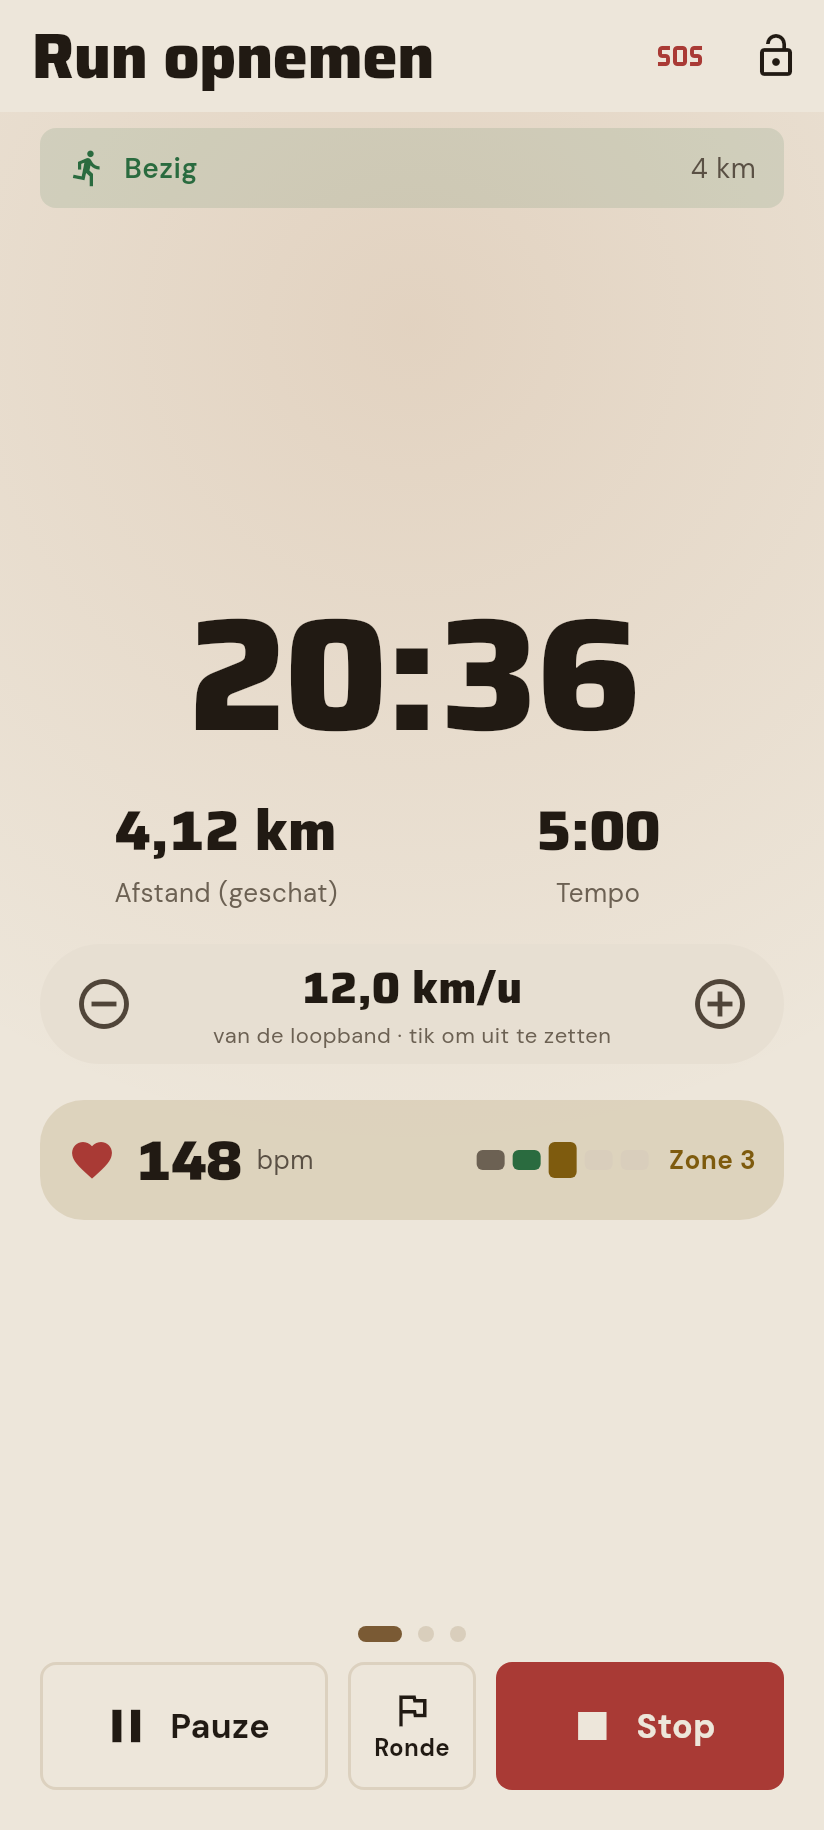 Run opnemen
SOS
Bezig
4 km
20:36
4,12 km
5:00
Afstand (geschat)
Tempo
12,0 km/u
van de loopband · tik om uit te zetten
148 bpm
Zone 3
Pauze
Ronde
Stop